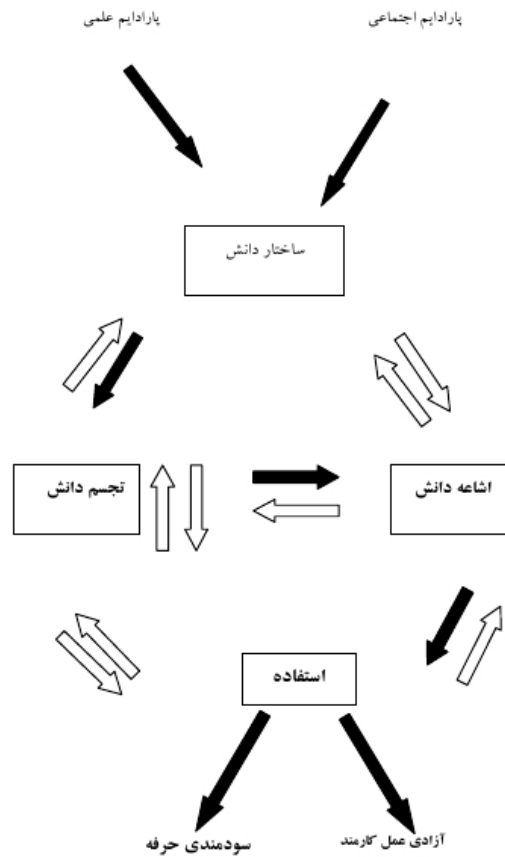 پارادایم اجتماعی
پارادایم علمی
ساختار دانش
اشاعه دانش
تجسم دانش
استفاده
آزادی عمل کارمند
سودمندی حرفه